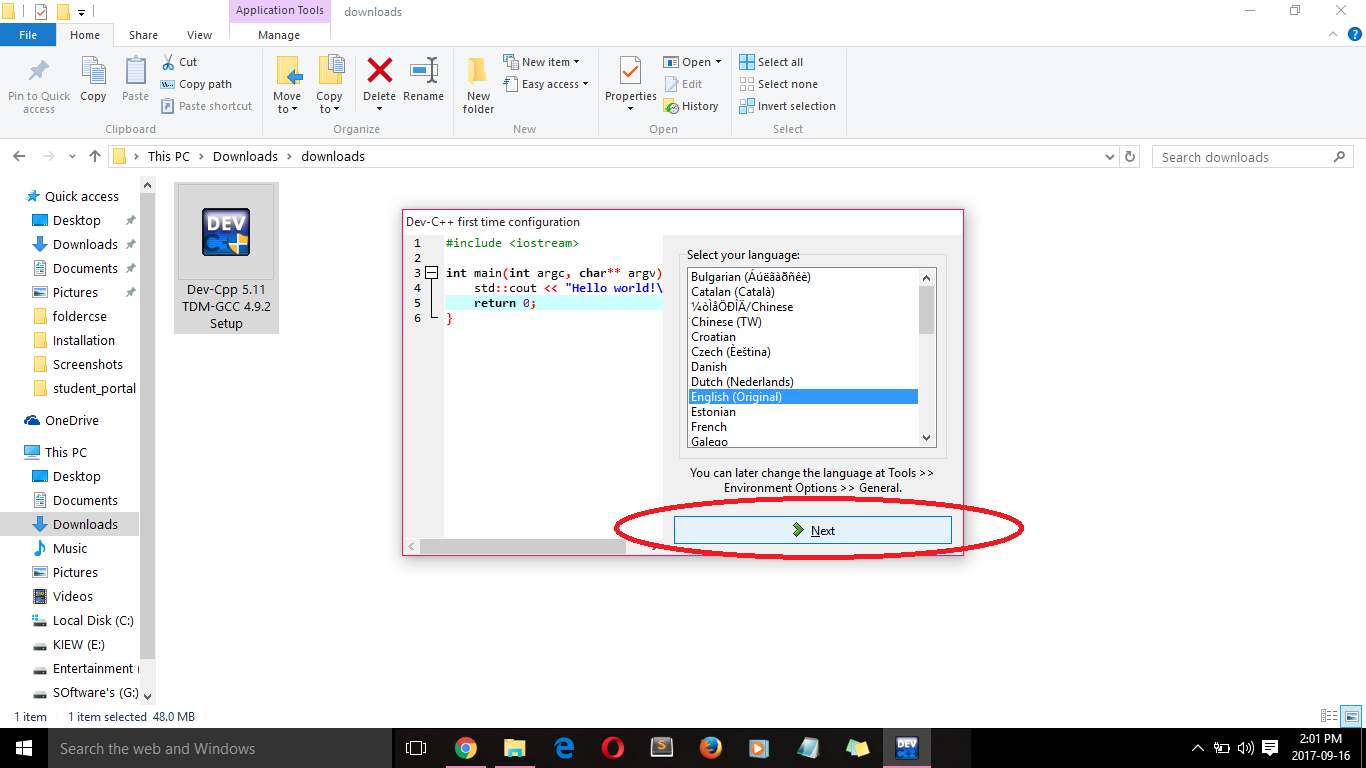 Application Tools
downloads
File
Home
Share
View
Manage
Pin to Quick
access
Copy
Paste
Cut
Copy path
Paste shortcut
Clipboard
Move
to
Copy
to
Delete
Rename
Organize
New
folder
New item
Easy access
New
Properties
Open
Edit
History
Open
Select all
Select none
Invert selection
Select
This PC
Downloads
downloads
Search downloads
Quick access
Desktop
Downloads
Documents
Pictures
foldercse
Installation
Screenshots
student_portal
OneDrive
This PC
Desktop
Documents
Downloads
Music
Pictures
Videos
Local Disk (C:)
KIEW (E:)
Entertainment (
SOftware's (G:)
DEV
C++
Dev-Cpp 5.11
TDM-GCC 4.9.2
Setup
Dev-C++ first time configuration
1 #include <iostream>
2
3 int main(int argc, char** argv)
4 std::cout << "Hello world!\
5 return 0;
6 }
Select your language:
Bulgarian (Áúëãàðñêè)
Catalan (Català)
¼òÌåÖÐÎÄ/Chinese
Chinese (TW)
Croatian
Czech (Èeština)
Danish
Dutch (Nederlands)
English (Original)
Estonian
French
Galego
You can later change the language at Tools >>
Environment Options >> General.
Next
1 item
1 item selected 48.0 MB
Search the web and Windows
S
DEV
C++
2:01 PM
2017-09-16